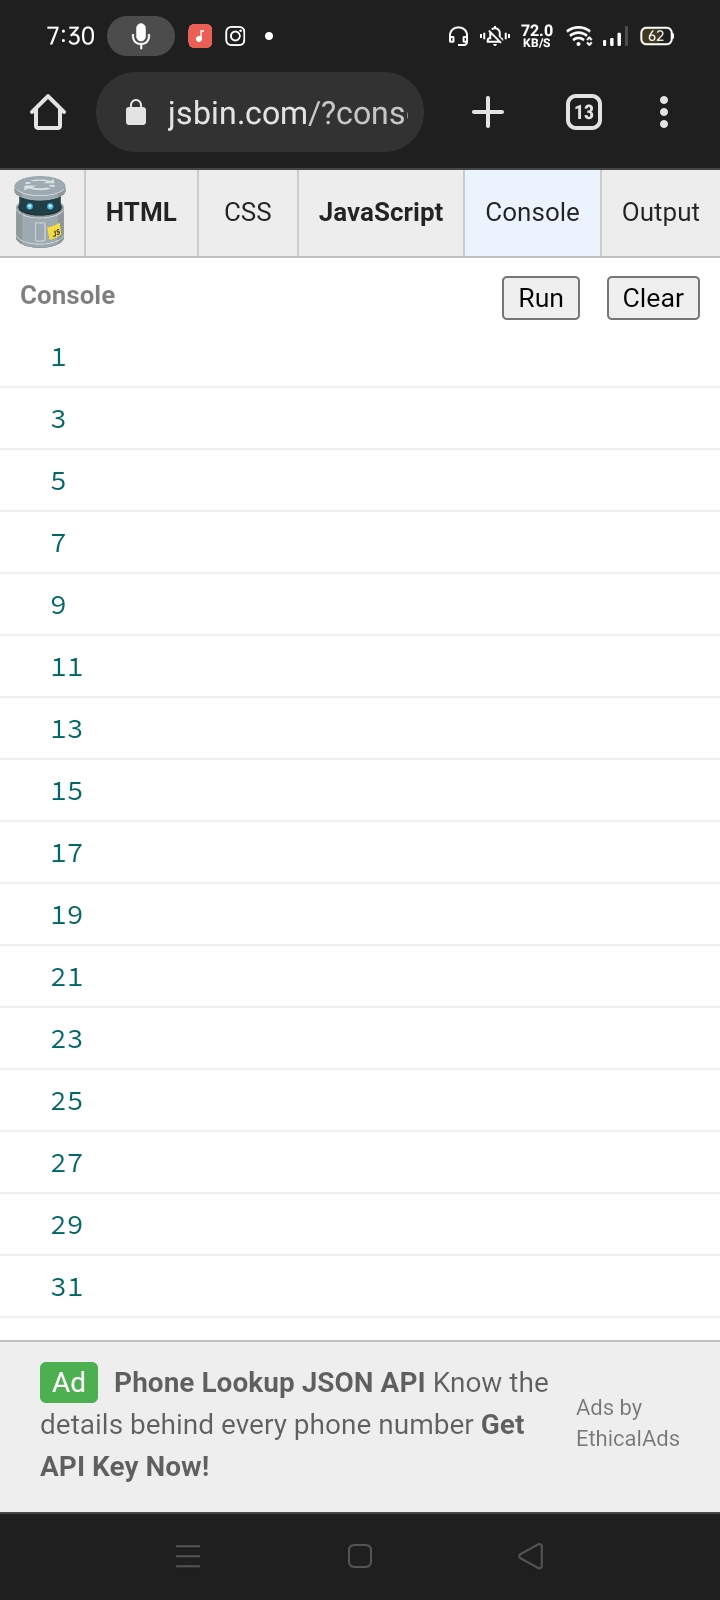 7:30
72.0
KB/S
62
jsbin.com/?cons
13
HTML
CSS
JavaScript
Console
Output
Console
Run
Clear
1
3
5
7
9
11
13
15
17
19
21
23
25
27
29
31
Ad Phone Lookup JSON API Know the
details behind every phone number Get
API Key Now!
Ads by
EthicalAds